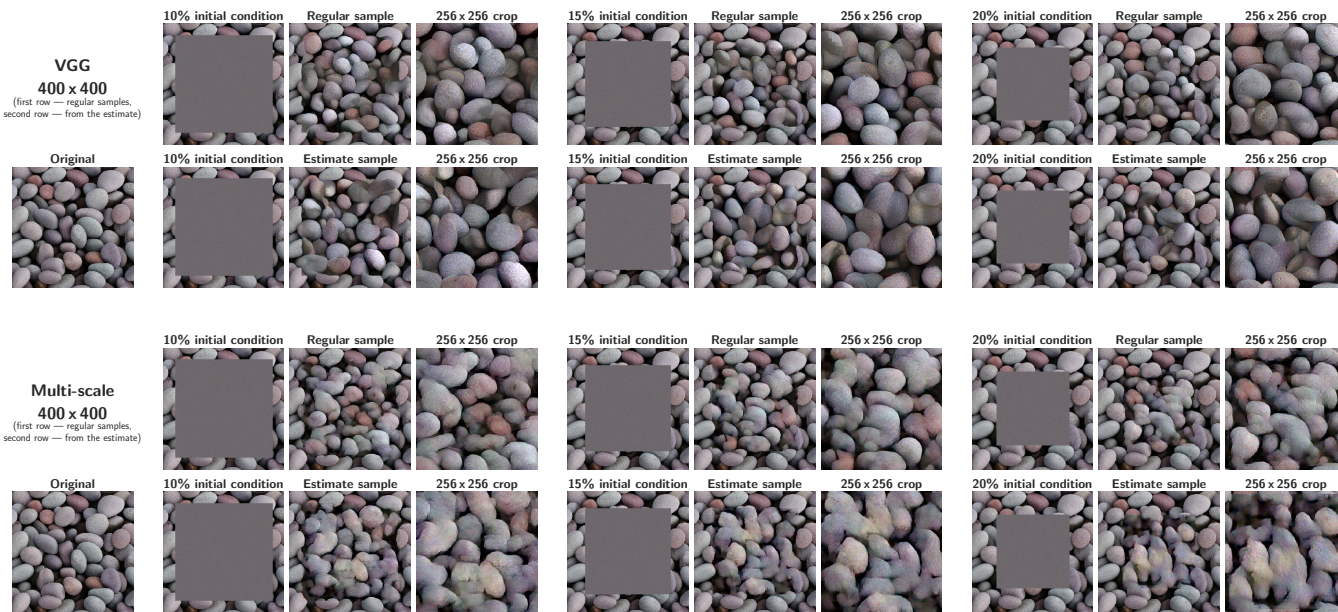 10% initial condition Regular sample 256 x 256 crop 15% initial condition Regular sample 256 x 256 crop 20% initial condition Regular sample 256 x 256 crop
VGG
400 x 400
(first row — regular samples,
second row — from the estimate)
Original 10% initial condition Estimate sample 256 x 256 crop 15% initial condition Estimate sample 256 x 256 crop 20% initial condition Estimate sample 256 x 256 crop
10% initial condition Regular sample 256 x 256 crop 15% initial condition Regular sample 256 x 256 crop 20% initial condition Regular sample 256 x 256 crop
Multi-scale
400 x 400
(first row — regular samples,
second row — from the estimate)
Original 10% initial condition Estimate sample 256 x 256 crop 15% initial condition Estimate sample 256 x 256 crop 20% initial condition Estimate sample 256 x 256 crop